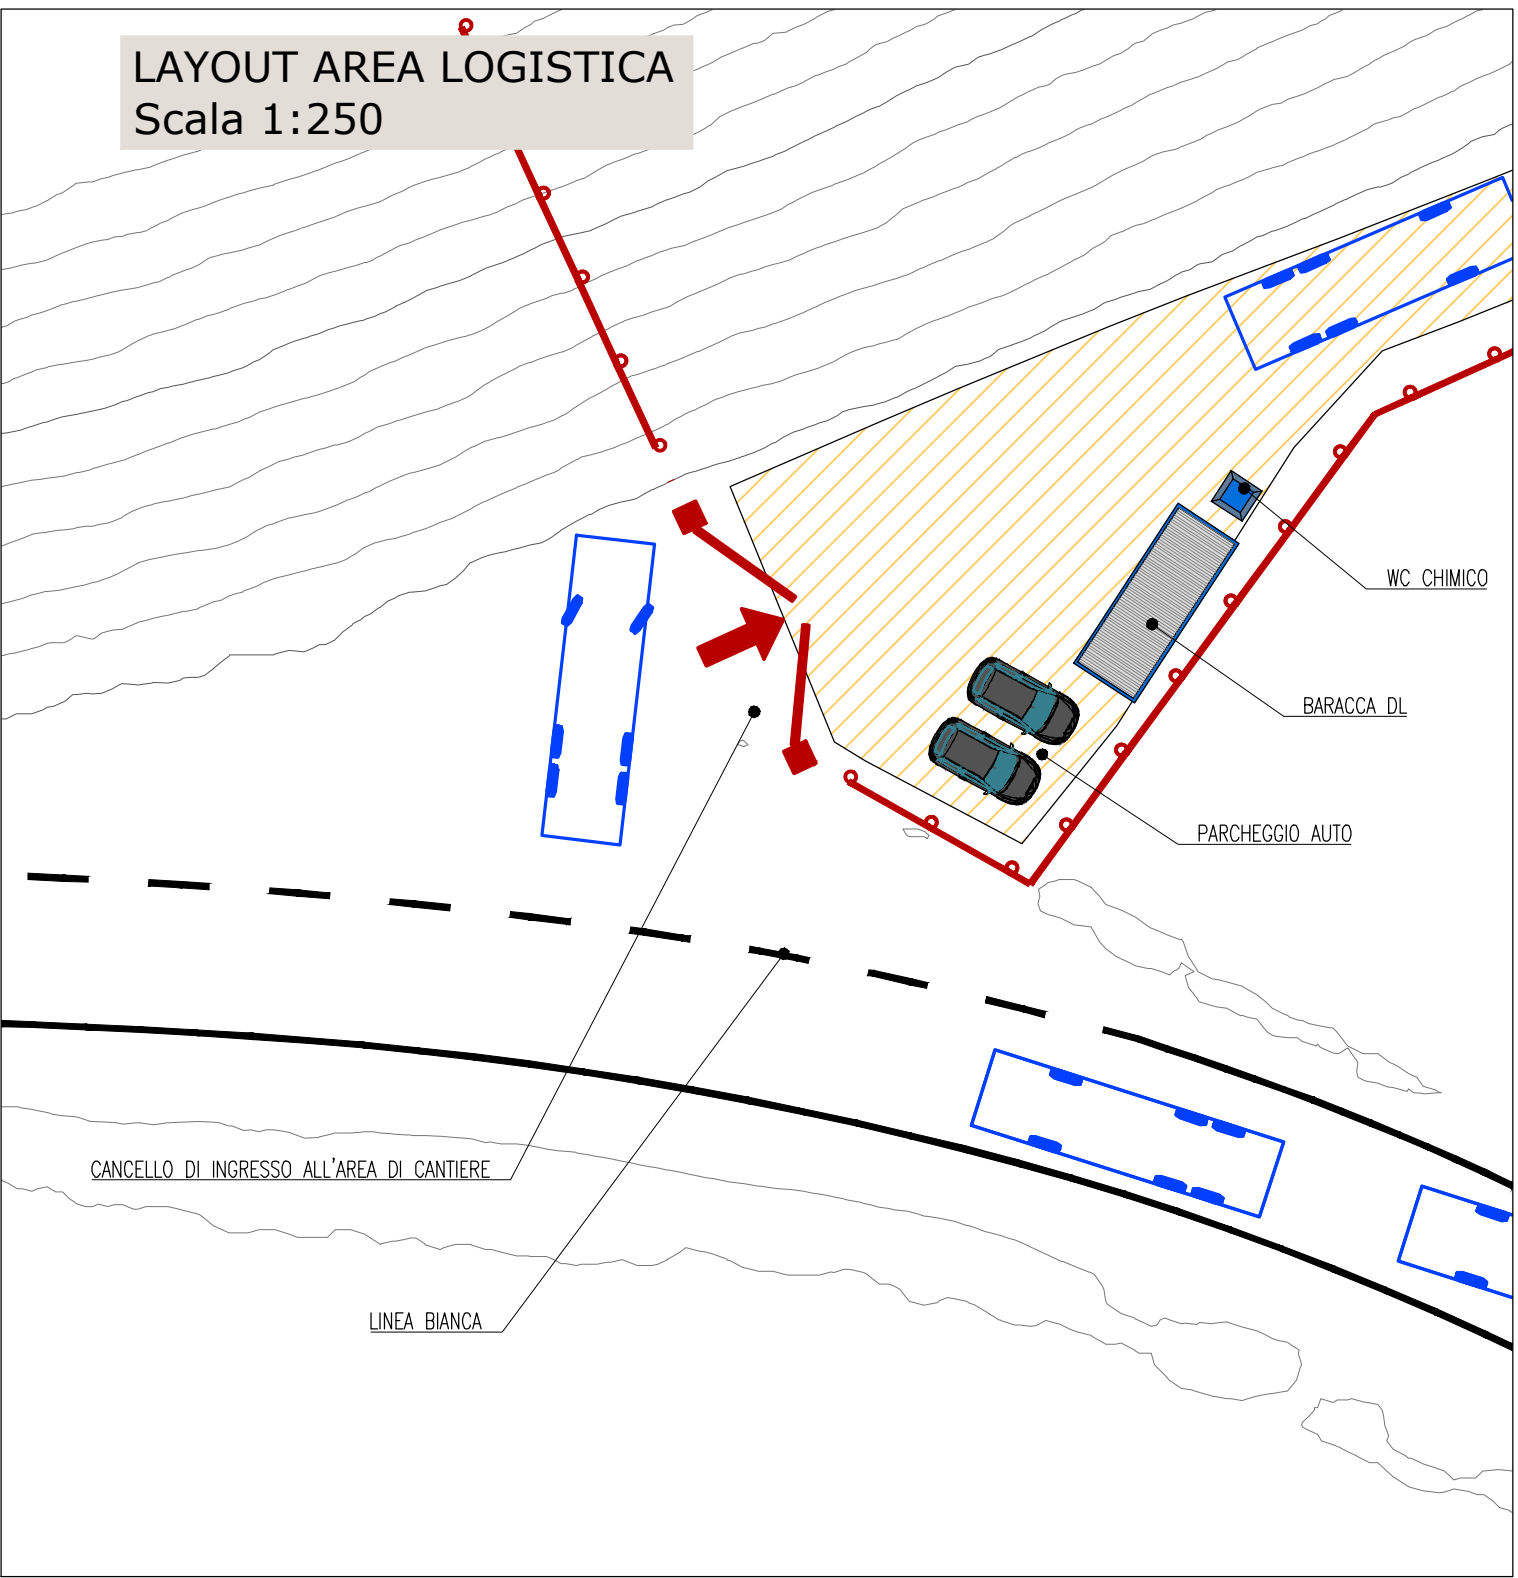 LAYOUT AREA LOGISTICA
Scala 1:250
WC CHIMICO
BARACCA DL
PARCHEGGIO AUTO
CANCELLO DI INGRESSO ALL'AREA DI CANTIERE
LINEA BIANCA